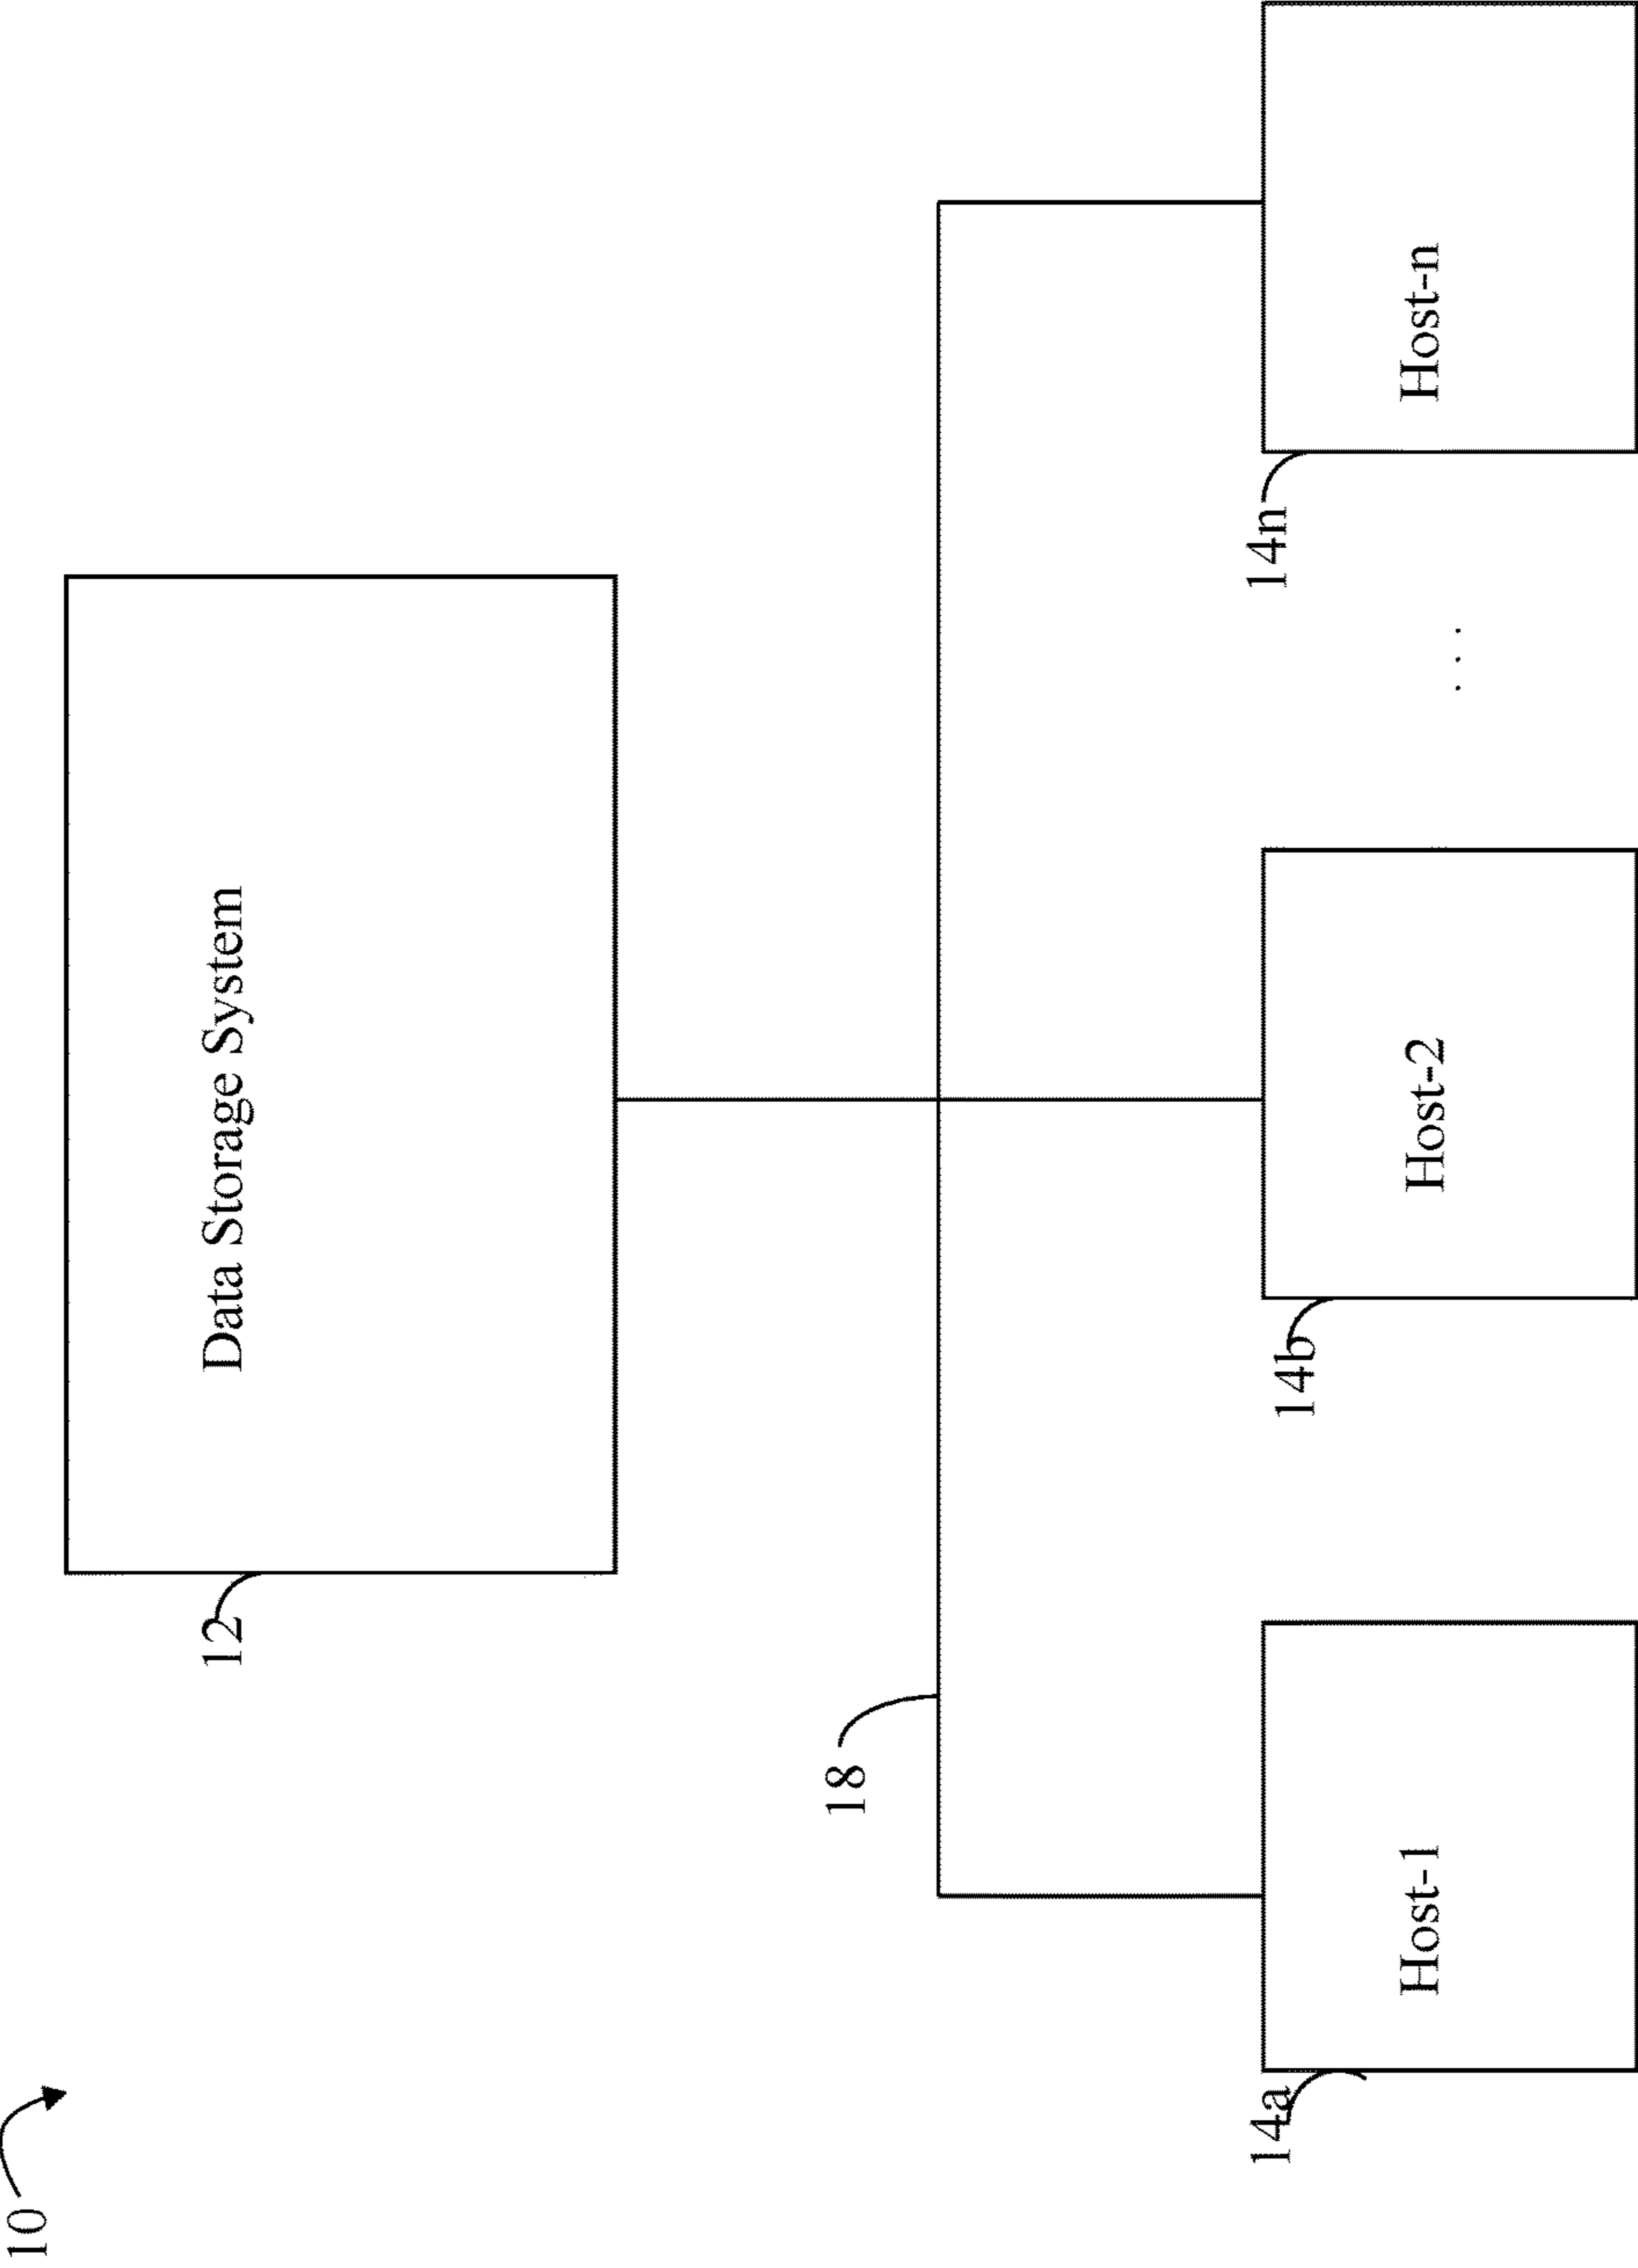 10
12
Data Storage System
18
14a
Host-1
14b
Host-2
. . .
14n
Host-n